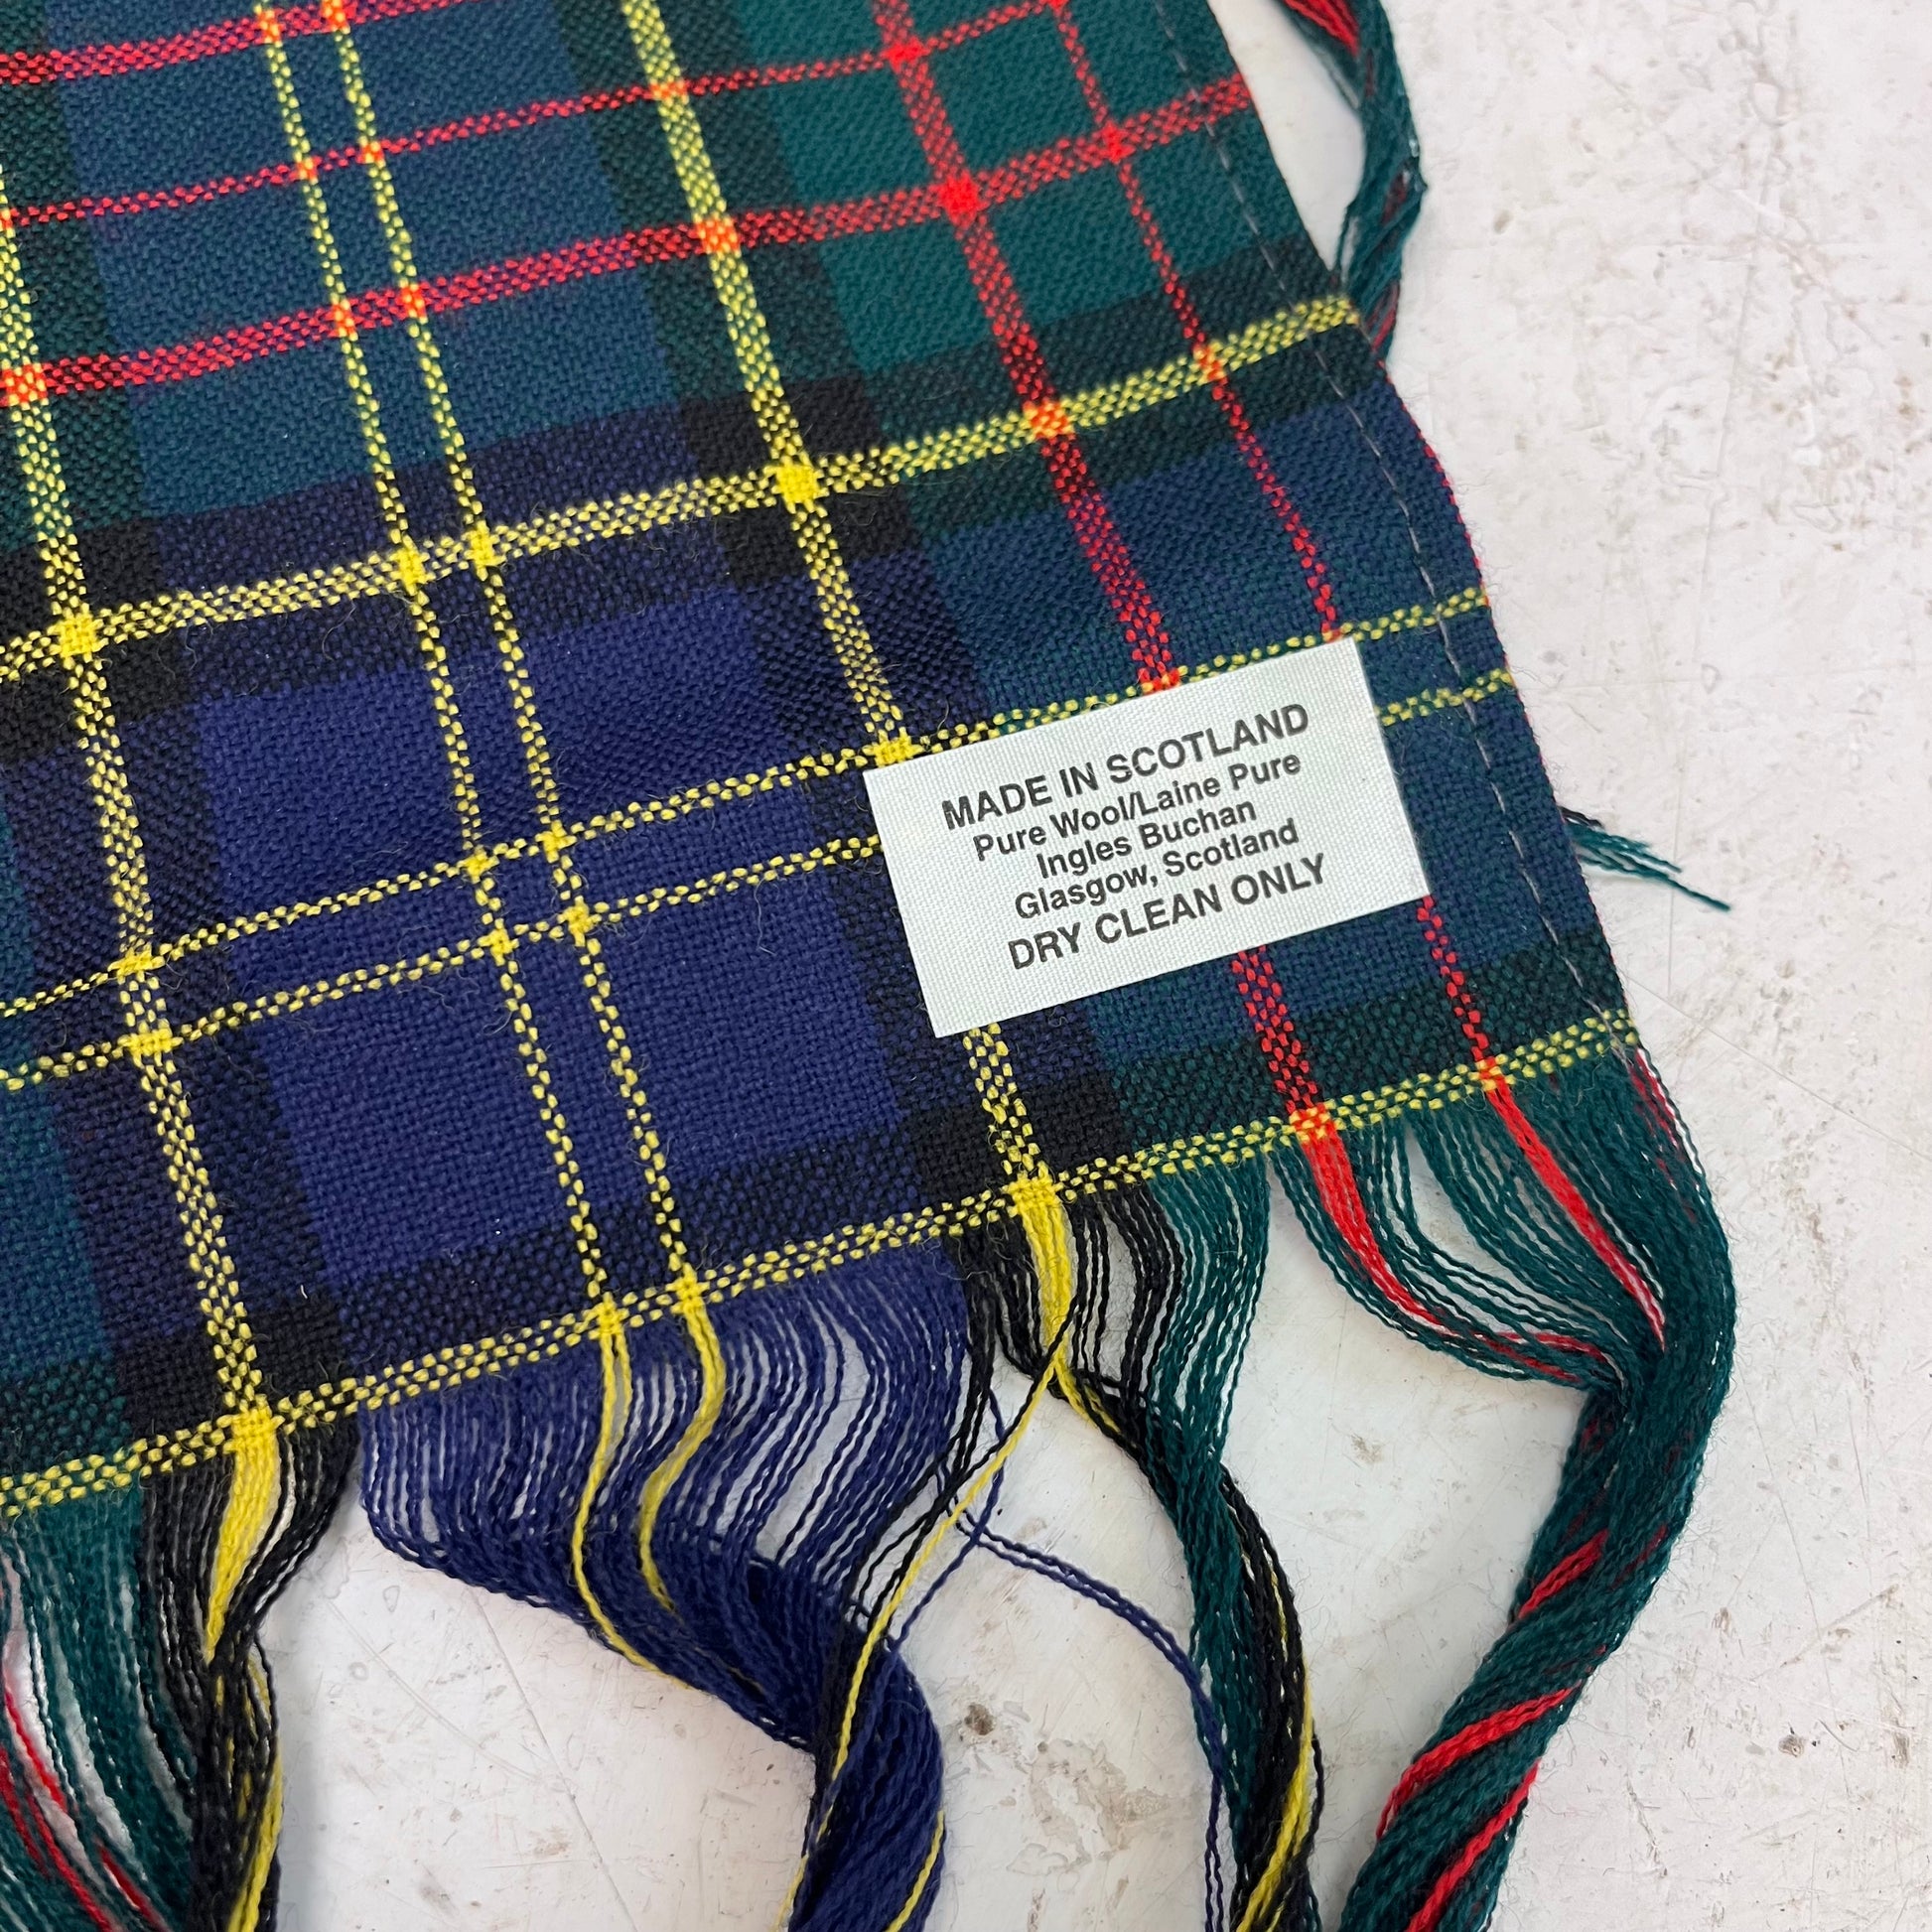 MADE IN SCOTLAND
Pure Wool/Laine Pure
Ingles Buchan
Glasgow, Scotland
DRY CLEAN ONLY